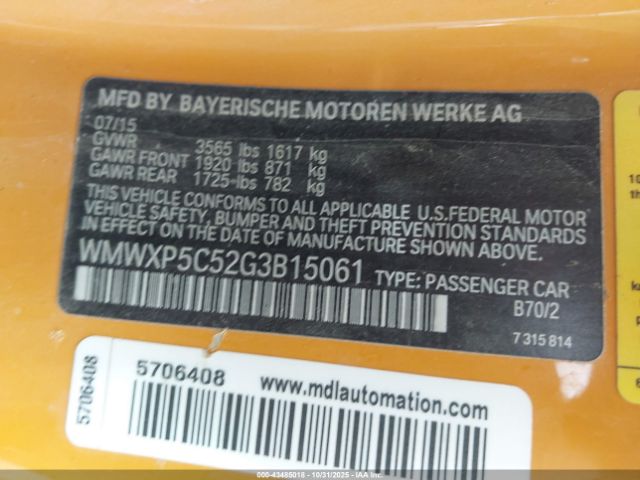 MFD BY BAYERISCHE MOTOREN WERKE AG
07/15
GVWR 3565 lbs 1617 kg
GAWR FRONT 1920 lbs 871 kg
GAWR REAR 1725 lbs 782 kg
THIS VEHICLE CONFORMS TO ALL APPLICABLE U.S.FEDERAL MOTOR
VEHICLE SAFETY, BUMPER AND THEFT PREVENTION STANDARDS
IN EFFECT ON THE DATE OF MANUFACTURE SHOWN ABOVE.
WMWXP5C52G3B15061 TYPE: PASSENGER CAR
B70/2
7 315 814
5706408
5706408 www.mdlautomation.com
000-43485018 - 10/31/2025 - IAA Inc.